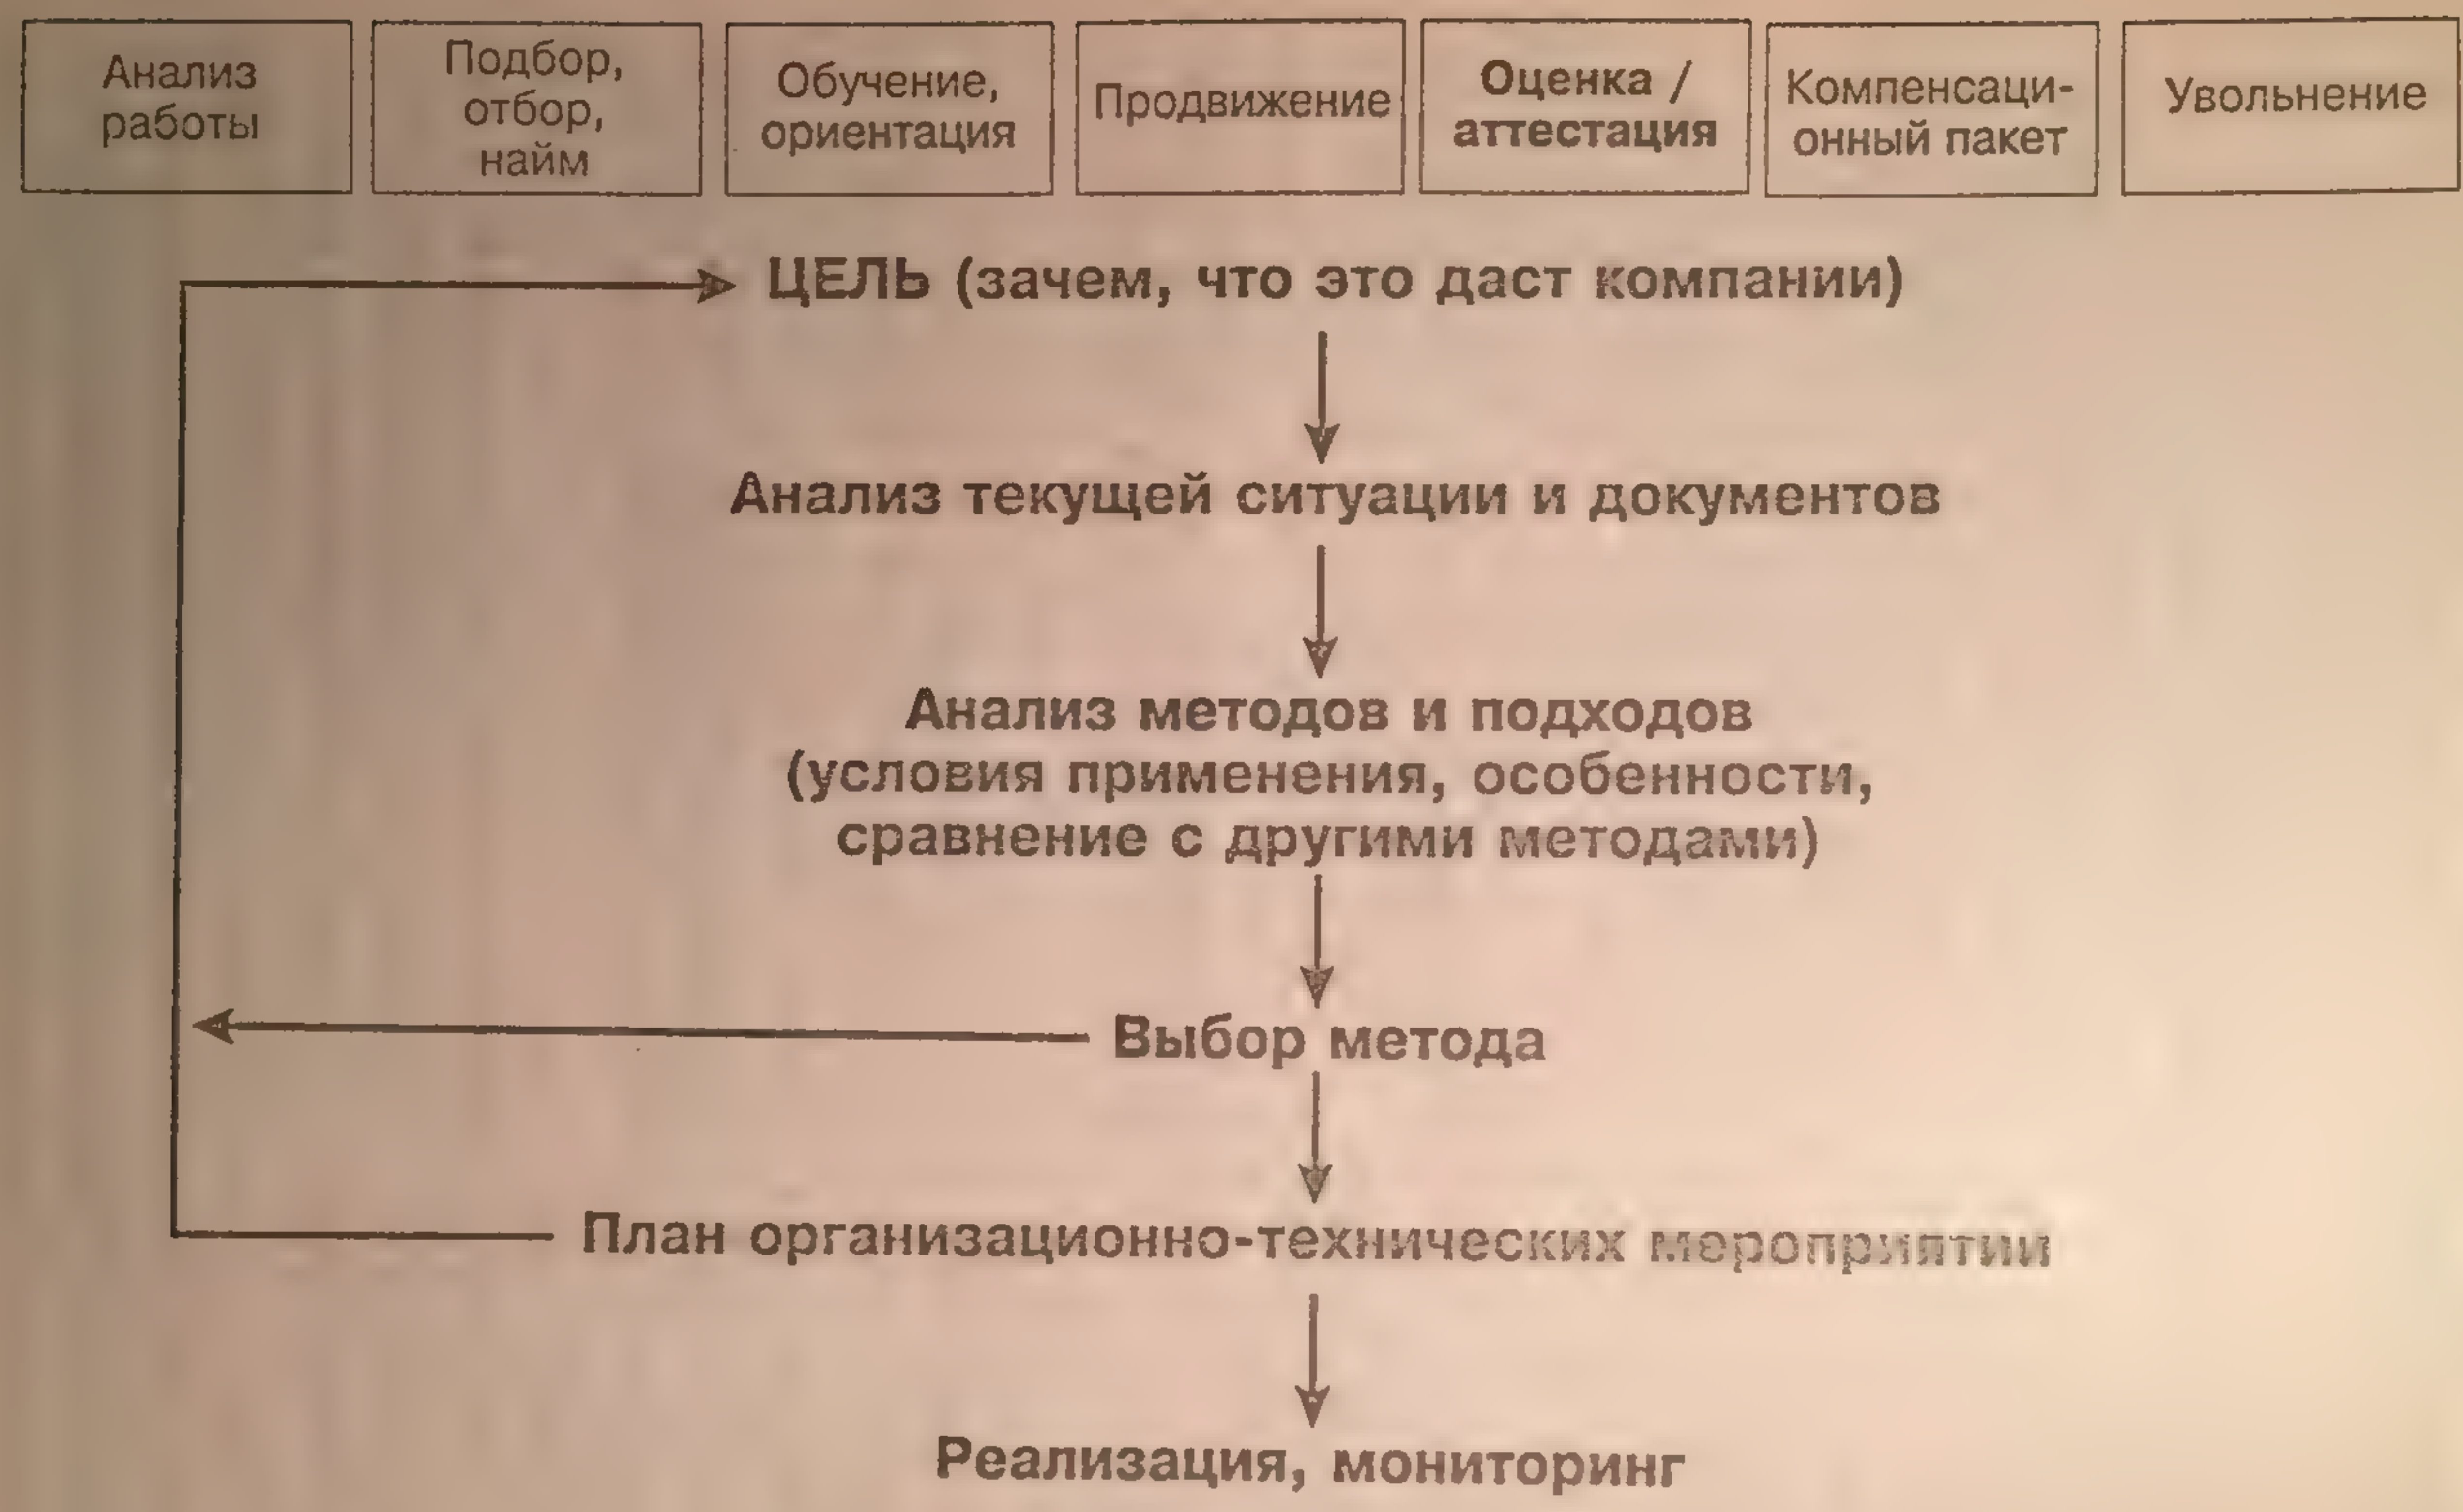 Анализ
работы
Подбор,
отбор,
найм
Обучение,
ориентация
Продвижение
Оценка /
аттестация
Компенсаци-
онный пакет
Увольнение
ЦЕЛЬ (зачем, что это даст компании)
Анализ текущей ситуации и документов
Анализ методов и подходов
(условия применения, особенности,
сравнение с другими методами)
Выбор метода
План организационно-технических мероприятий
Реализация, мониторинг